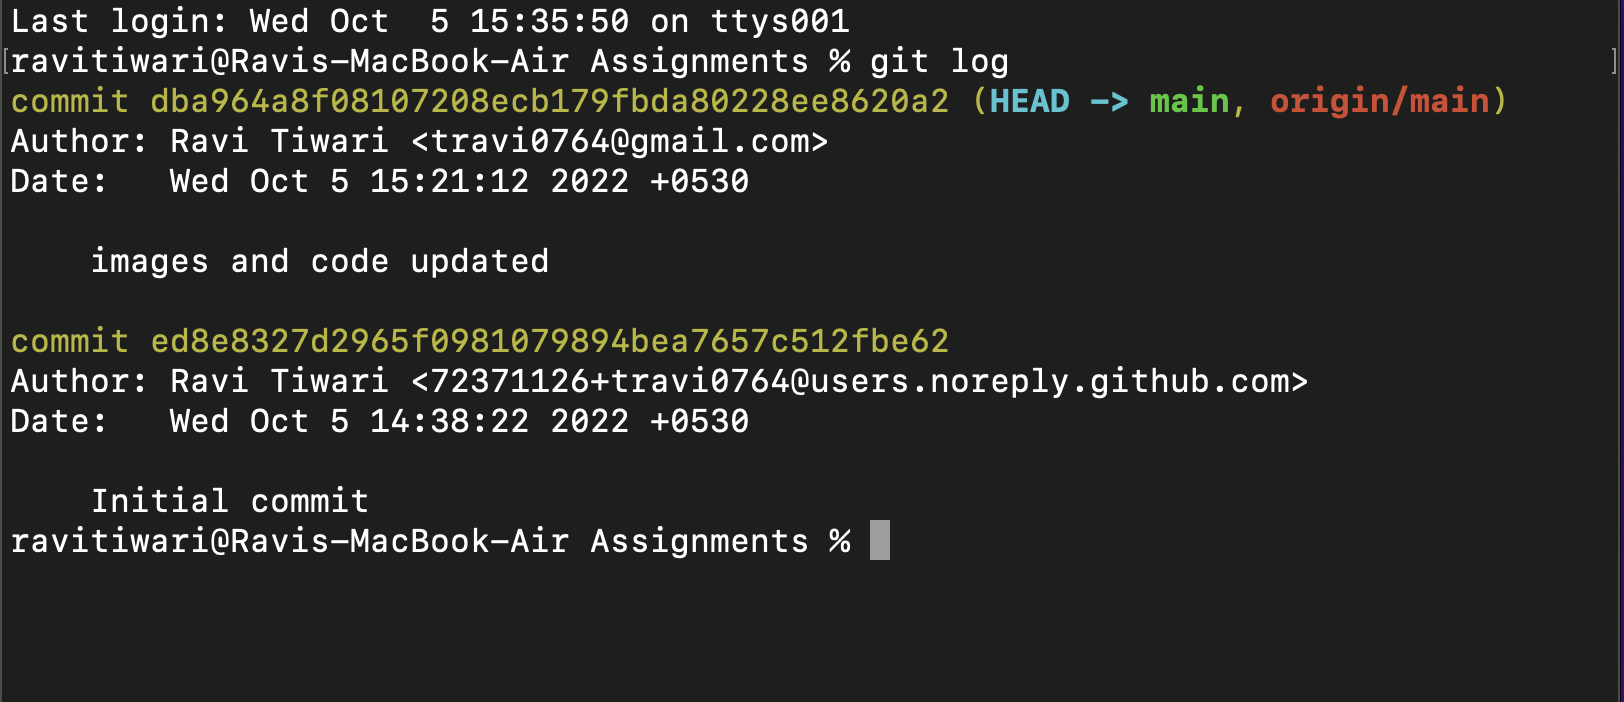 Last login: Wed Oct  5 15:35:50 on ttys001
[ravitiwari@Ravis-MacBook-Air Assignments % git log ]
commit dba964a8f08107208ecb179fbda80228ee8620a2 (HEAD -> main, origin/main)
Author: Ravi Tiwari <travi0764@gmail.com>
Date:   Wed Oct 5 15:21:12 2022 +0530
    images and code updated
commit ed8e8327d2965f0981079894bea7657c512fbe62
Author: Ravi Tiwari <72371126+travi0764@users.noreply.github.com>
Date:   Wed Oct 5 14:38:22 2022 +0530
    Initial commit
ravitiwari@Ravis-MacBook-Air Assignments %